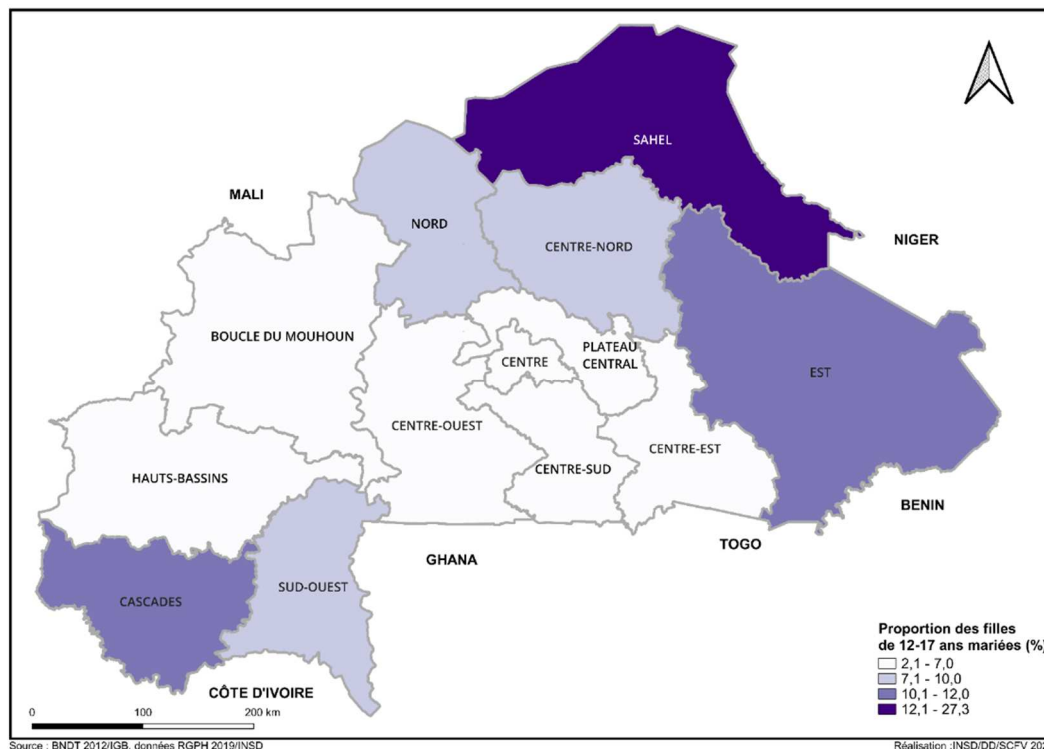 SAHEL
MALI
NORD
NIGER
CENTRE-NORD
BOUCLE DU MOUHOUN
PLATEAU
CENTRAL
CENTRE
EST
CENTRE-OUEST
CENTRE-EST
CENTRE-SUD
HAUTS-BASSINS
BENIN
TOGO
GHANA
SUD-OUEST
CASCADES
CÔTE D'IVOIRE
Proportion des filles
de 12-17 ans mariées (%)
2,1 - 7,0
7,1 - 10,0
10,1 - 12,0
12,1 - 27,3
0 100 200 km
Source : BNDT 2012/IGB, données RGPH 2019/INSD
Réalisation :INSD/DD/SCFV